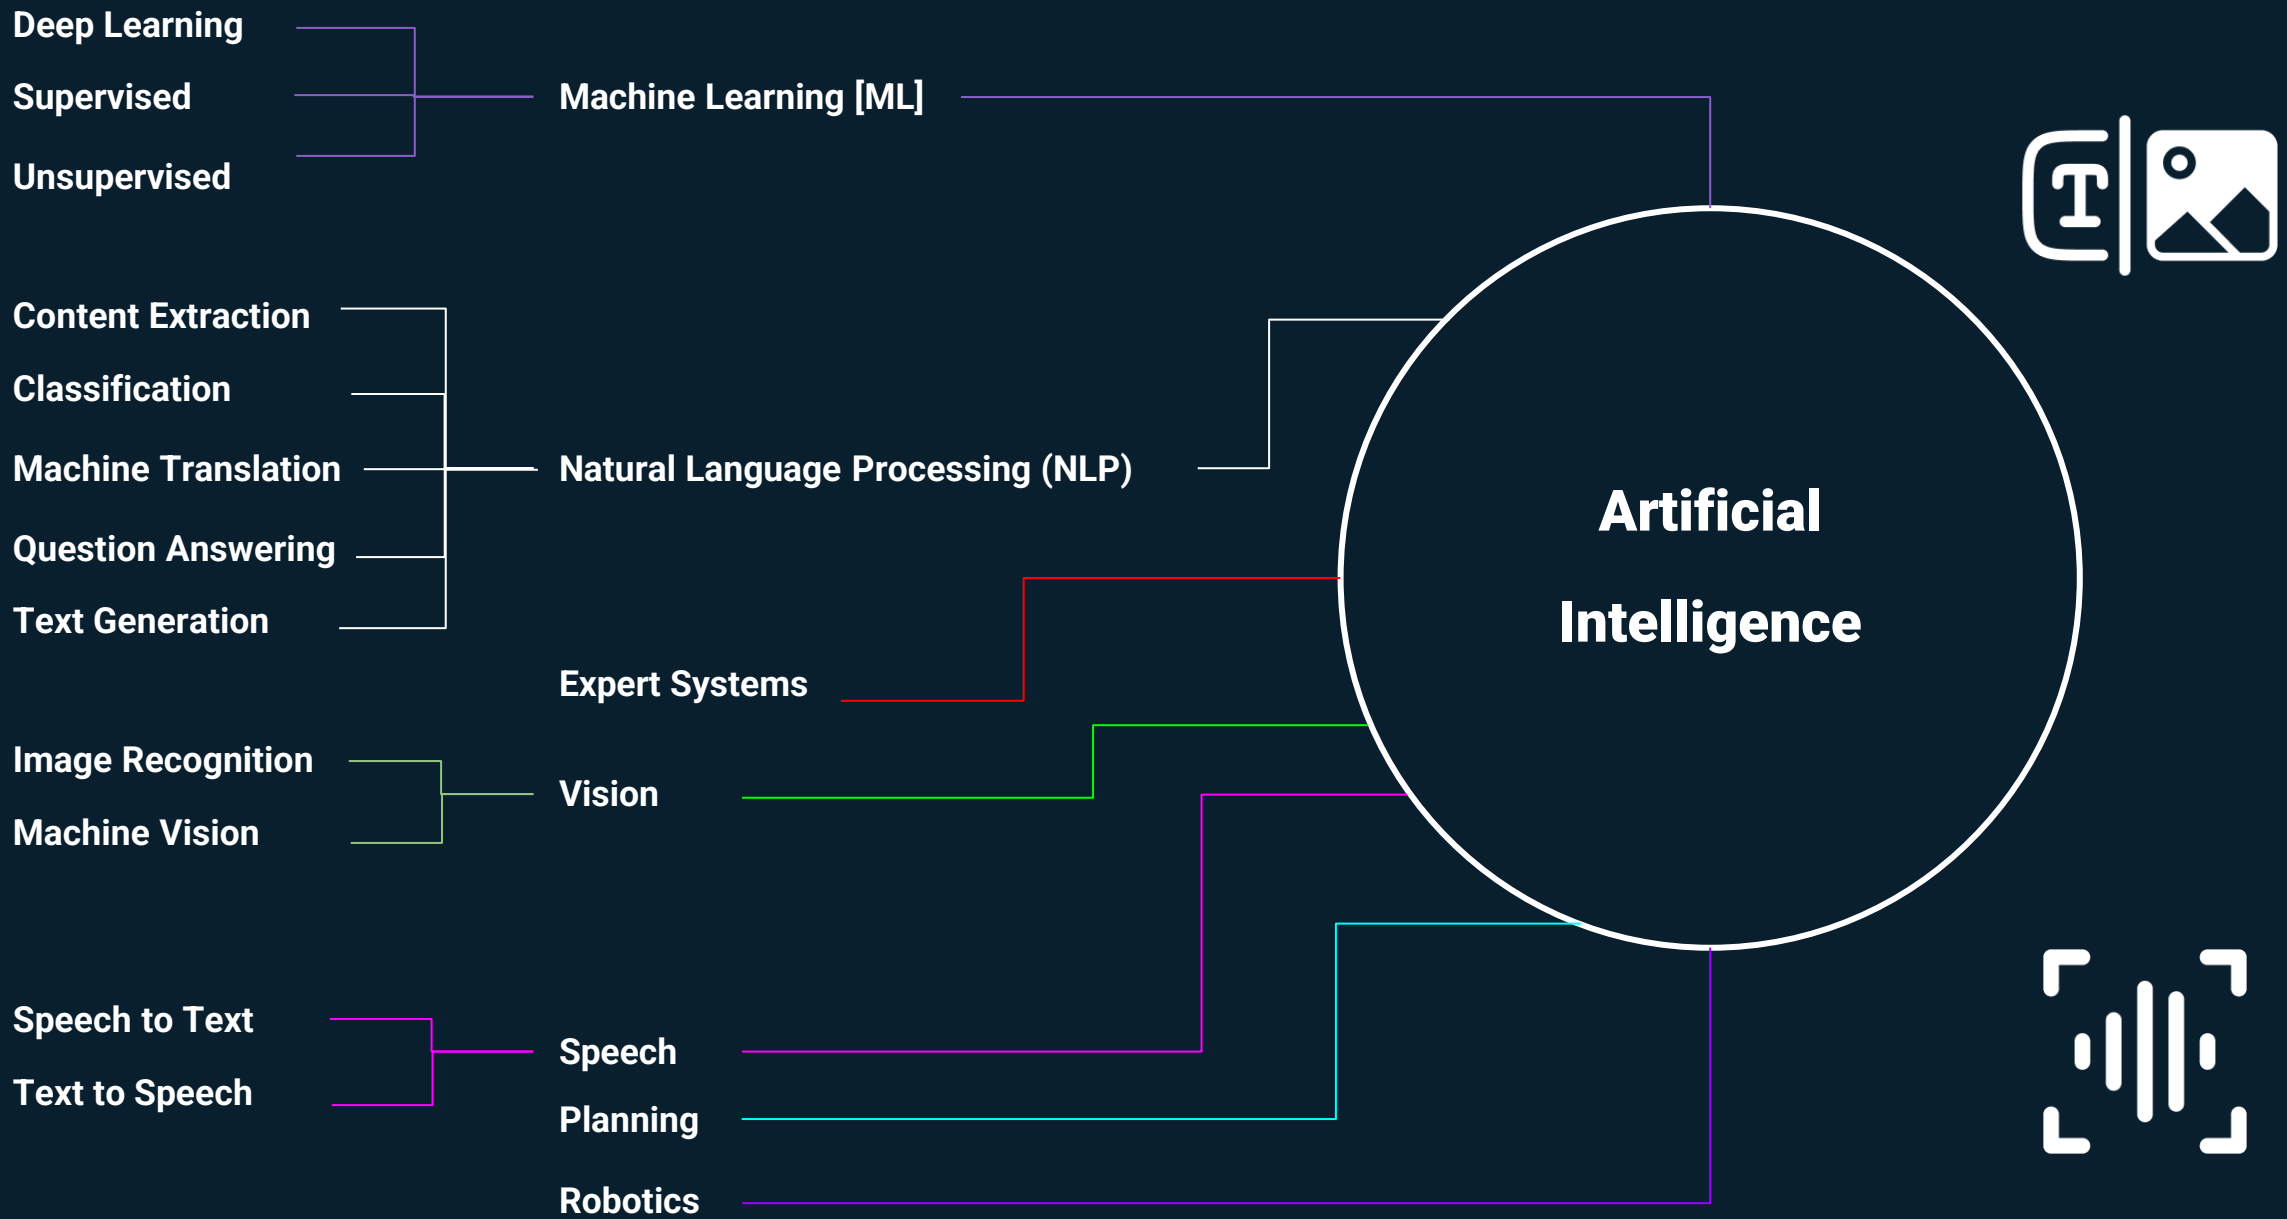 Deep Learning
Supervised
Unsupervised
Machine Learning [ML]
Content Extraction
Classification
Machine Translation
Question Answering
Text Generation
Natural Language Processing (NLP)
Expert Systems
Image Recognition
Machine Vision
Vision
Speech to Text
Text to Speech
Speech
Planning
Robotics
Artificial
Intelligence
T